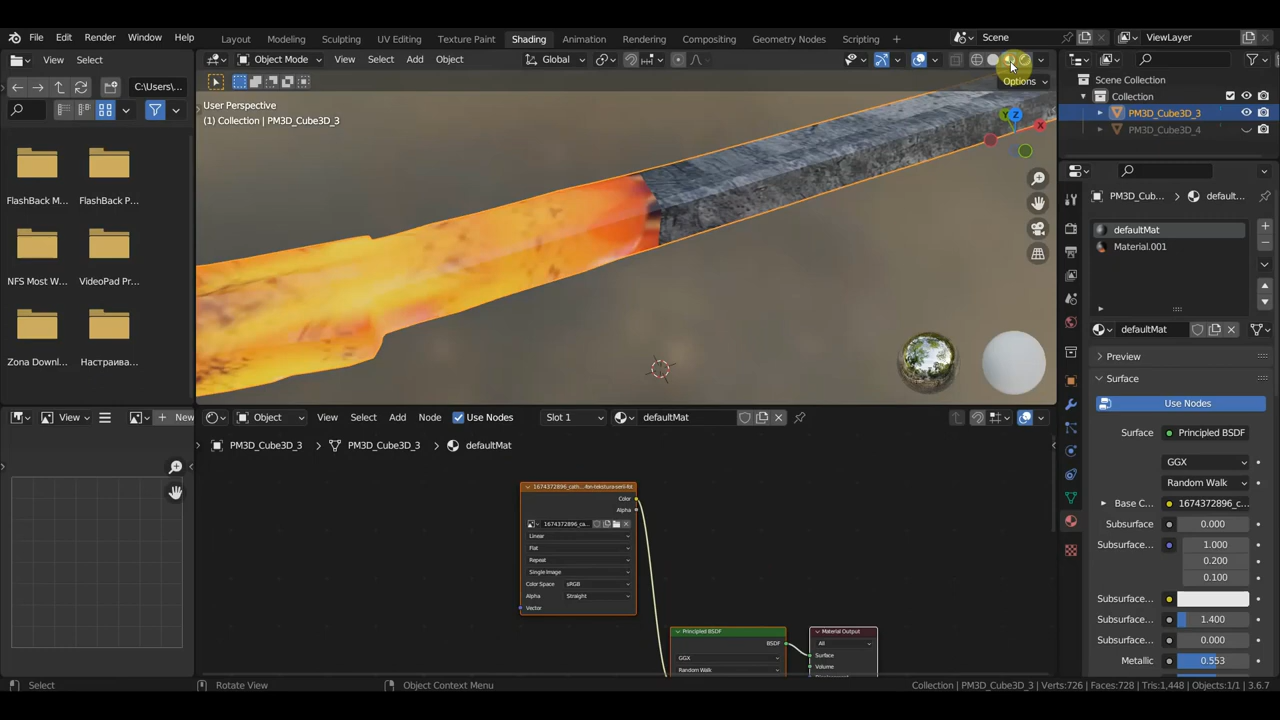 File Edit Render Window Help
Layout Modeling Sculpting UV Editing Texture Paint Shading Animation Rendering Compositing Geometry Nodes Scripting
Scene
ViewLayer
View Select
Object Mode View Select Add Object
Global
C:\Users\...
Options
User Perspective
(1) Collection | PM3D_Cube3D_3
FlashBack M... FlashBack P...
NFS Most W... VideoPad Pr...
Zona Downl... Настраива...
Y Z X
Scene Collection
Collection
PM3D_Cube3D_3
PM3D_Cube3D_4
PM3D_Cub... defaultMat...
defaultMat
Material.001
defaultMat
Preview
Surface
Use Nodes
Surface Principled BSDF
GGX
Random Walk
Base C... 1674372896_c...
Subsurface 0.000
Subsurface... 1.000
0.200
0.100
Subsurface...
Subsurface... 1.400
Subsurface... 0.000
Metallic 0.553
View New
Object View Select Add Node Use Nodes Slot 1 defaultMat
PM3D_Cube3D_3 PM3D_Cube3D_3 defaultMat
Color
Alpha
1674372896_ca...
Linear
Flat
Repeat
Single Image
Color Space sRGB
Alpha Straight
Vector
Principled BSDF
BSDF
GGX
Random Walk
Material Output
All
Surface
Volume
Select Rotate View Object Context Menu
Collection | PM3D_Cube3D_3 | Verts:726 | Faces:728 | Tris:1,448 | Objects:1/1 | 3.6.7